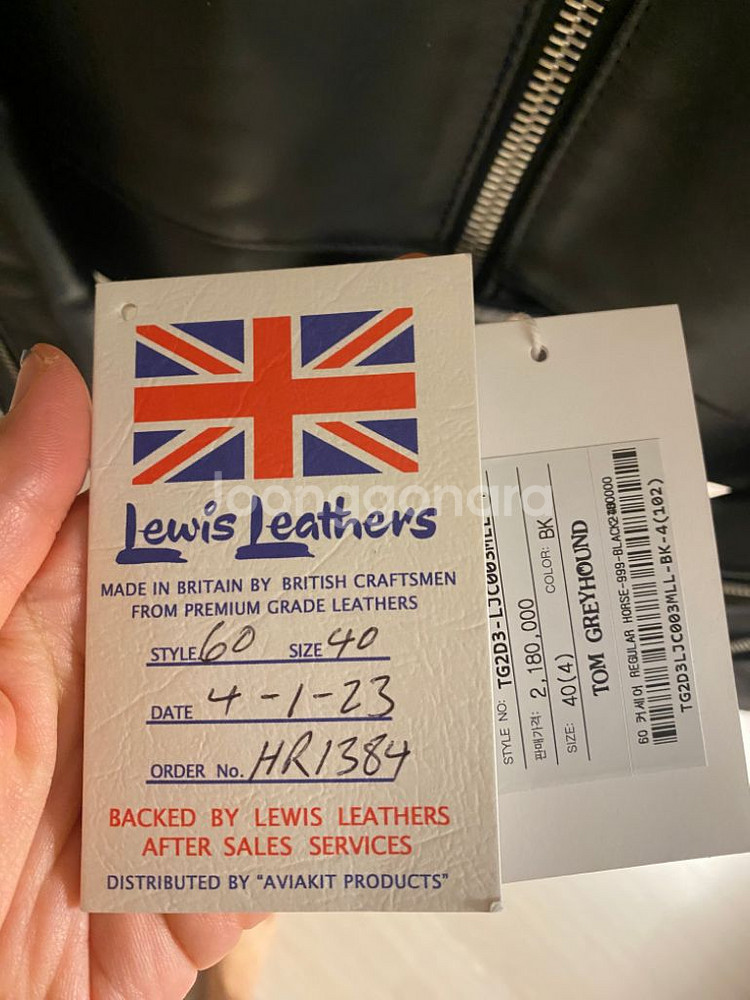 Lewis Leathers
MADE IN BRITAIN BY BRITISH CRAFTSMEN
FROM PREMIUM GRADE LEATHERS
STYLE 60 SIZE 40
DATE 4-1-23
ORDER No. HR1384
BACKED BY LEWIS LEATHERS
AFTER SALES SERVICES
DISTRIBUTED BY "AVIAKIT PRODUCTS"
joonggonara
STYLE NO: TG2D3-LJC003MLL
판매가격: 2,180,000 COLOR: BK
SIZE: 40(4)
TOM GREYHOUND
60 커세어 REGULAR HORSE-999-BLACK
TG2D3LJC003MLL-BK-4(102)